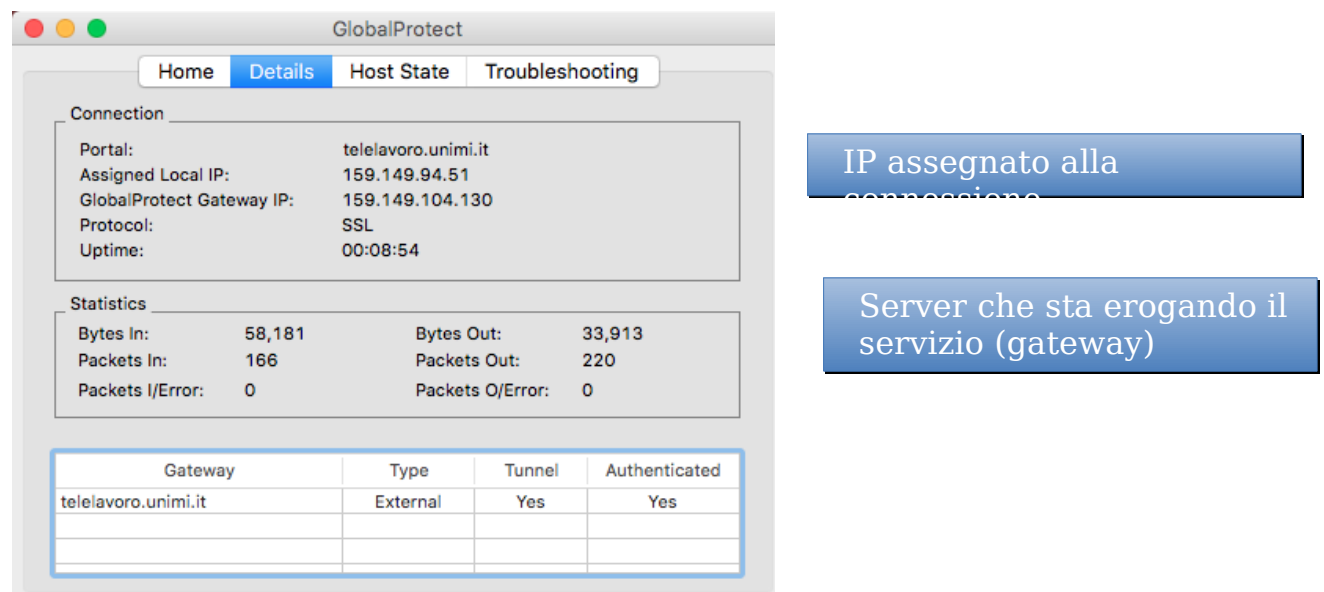 GlobalProtect
Home Details Host State Troubleshooting
Connection
Portal: telelavoro.unimi.it
Assigned Local IP: 159.149.94.51
GlobalProtect Gateway IP: 159.149.104.130
Protocol: SSL
Uptime: 00:08:54
Statistics
Bytes In: 58,181 Bytes Out: 33,913
Packets In: 166 Packets Out: 220
Packets I/Error: 0 Packets O/Error: 0
Gateway Type Tunnel Authenticated
telelavoro.unimi.it External Yes Yes
IP assegnato alla
connessione
Server che sta erogando il
servizio (gateway)